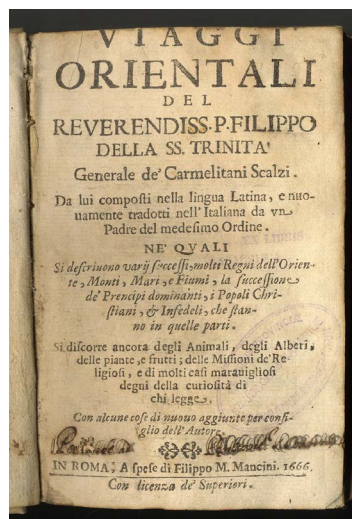 VIAGGI
ORIENTALI
DEL
REVERENDISS. P. FILIPPO
DELLA SS. TRINITA'
Generale de' Carmelitani Scalzi.
Da lui composti nella lingua Latina, e nuo-
uamente tradotti nell'Italiana da vn
Padre del medesimo Ordine.
NE' QVALI
Si descriuono varij successi, molti Regni dell'Orien-
te, Monti, Mari, e Fiumi, la successione
de' Prencipi dominanti, i Popoli Chri-
stiani, & Infedeli, che stan-
no in quelle parti.
Si discorre ancora degli Animali, degli Alberi,
delle piante, e frutti; delle Missioni de' Re-
ligiosi, e di molti casi marauigliosi
degni della curiosità di
chi legge.
Con alcune cose di nuouo aggiunte per consi-
glio dell'Autore.
IN ROMA, A spese di Filippo M. Mancini. 1666.
Con licenza de' Superiori.